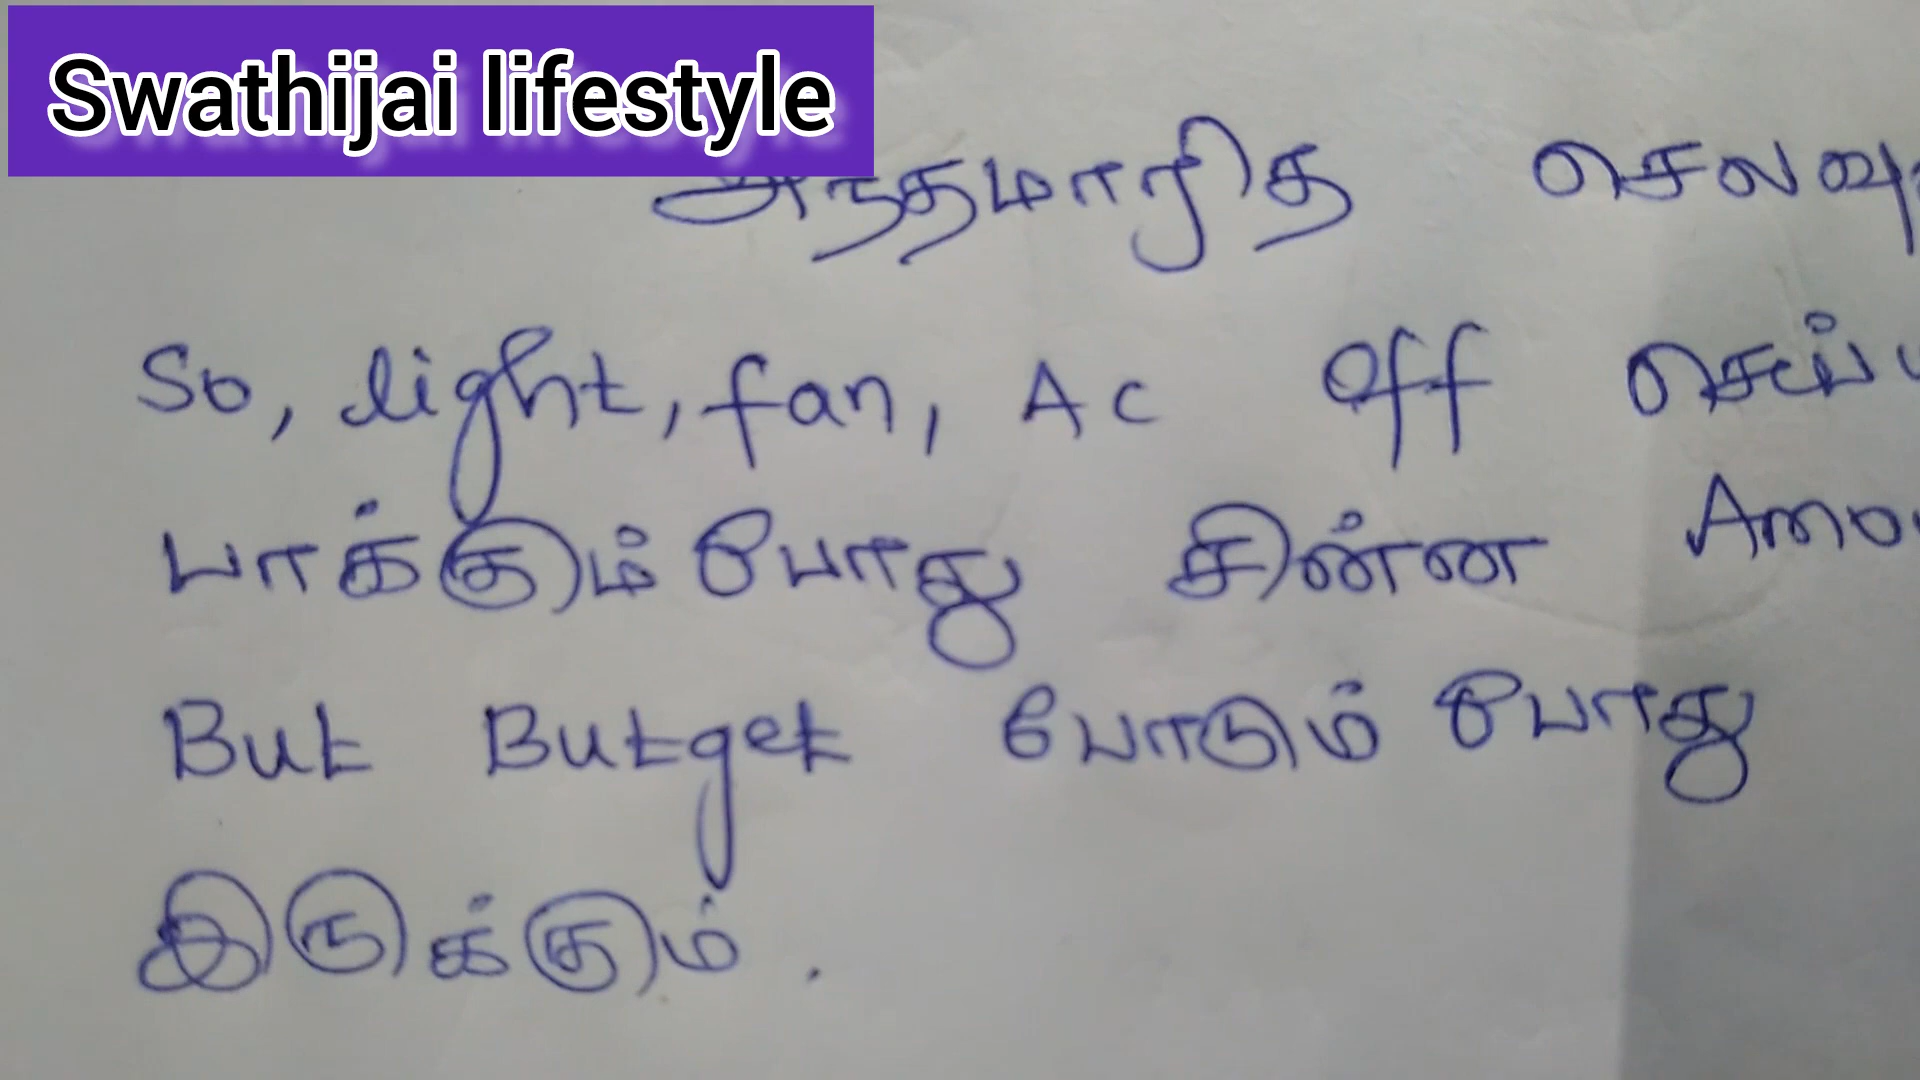 Swathijai lifestyle
அந்தமாரித செலவு
So, light, fan, Ac off செய்
பாக்கும்போது சின்ன Amo
But Butget போடும் போது
இருக்கும்.